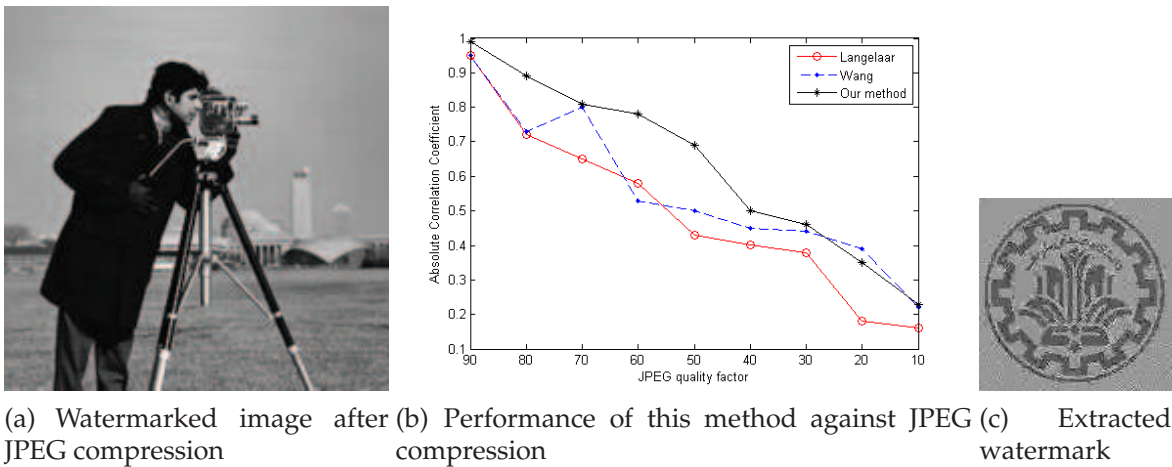 1
0.9
0.8
0.7
0.6
0.5
0.4
0.3
0.2
0.1
Absolute Correlation Coefficient
Langelaar
Wang
Our method
90 80 70 60 50 40 30 20 10
JPEG quality factor
(a) Watermarked image after
JPEG compression
(b) Performance of this method against JPEG
compression
(c) Extracted
watermark